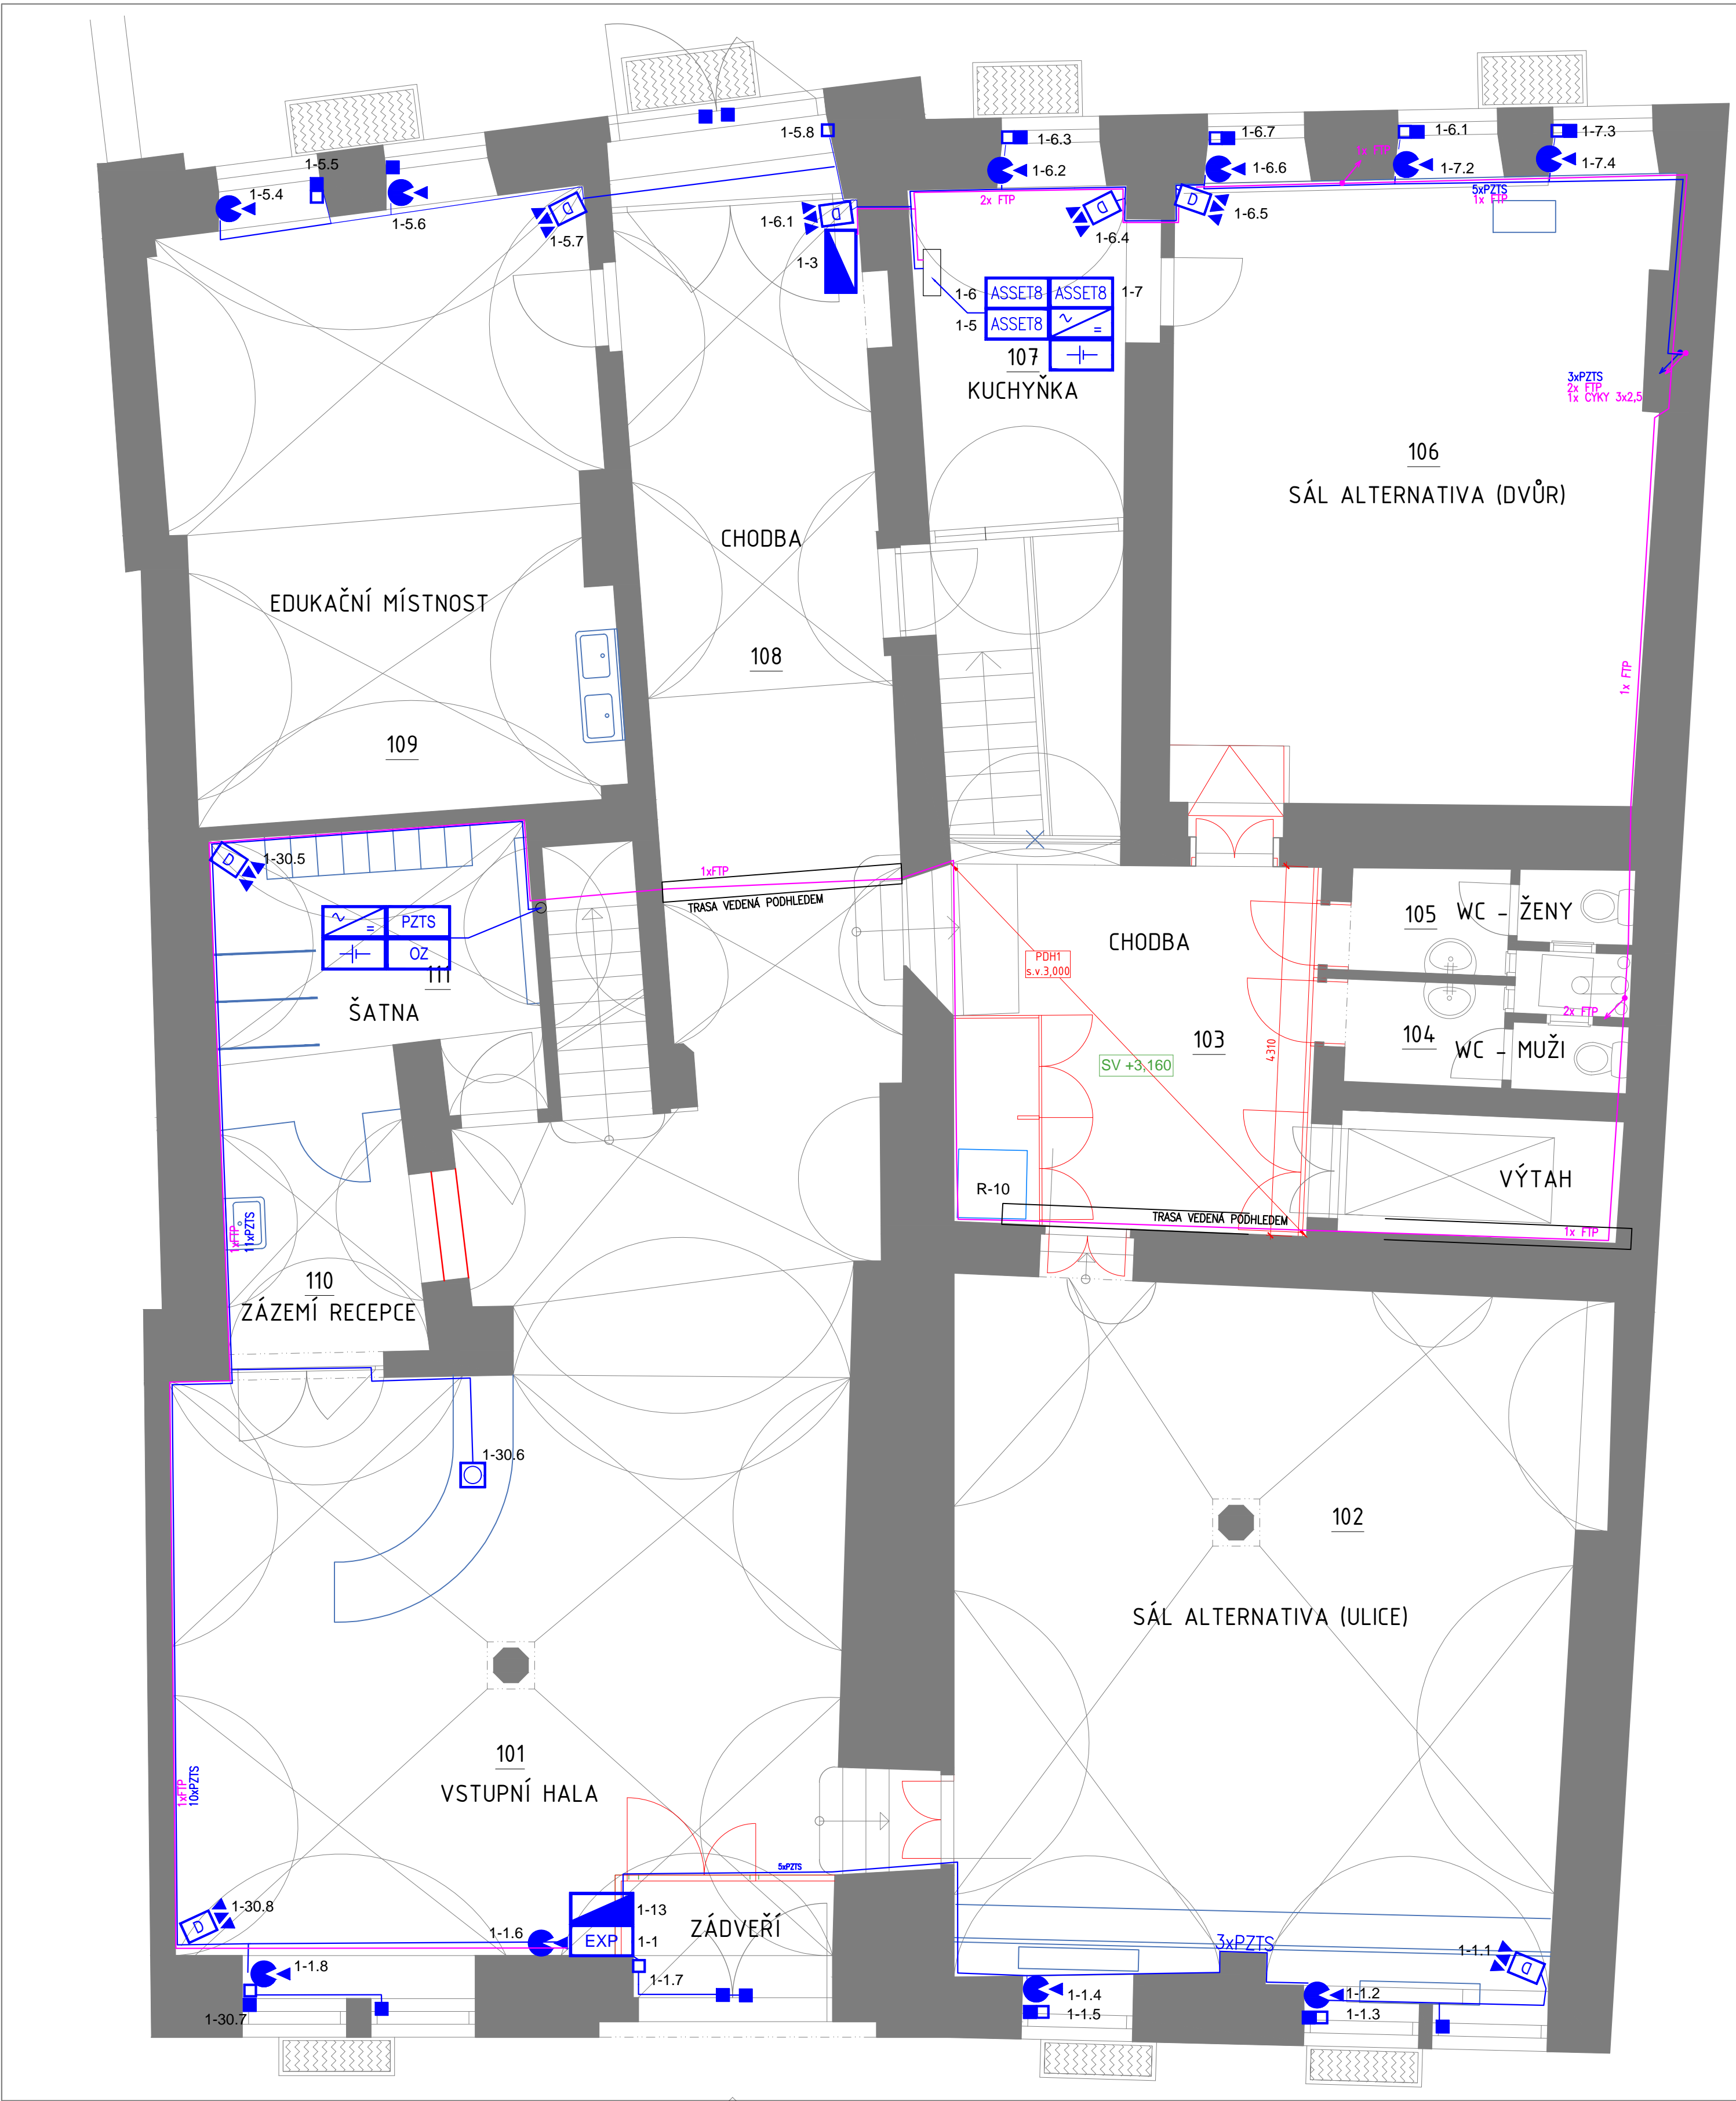 1-5.8
1-6.3
1-6.7
1-6.1
1-7.3
1-5.5
1x FTP
1-5.4
1-6.2
1-6.6
1-7.2
1-7.4
1-5.6
D
1-5.7
D
1-6.1
2x FTP
D
1-6.4
D
1-6.5
5xPZTS
1x FTP
1-3
1-6
ASSET8
ASSET8
1-7
1-5
ASSET8
~
=
107
KUCHYŇKA
3xPZTS
2x FTP
1x CYKY 3x2,5
106
SÁL ALTERNATIVA (DVŮR)
CHODBA
EDUKAČNÍ MÍSTNOST
108
1x FTP
109
D
1-30.5
1xFTP
TRASA VEDENÁ PODHLEDEM
~
=
PZTS
OZ
111
ŠATNA
105
WC - ŽENY
CHODBA
PDH1
s.v.3,000
2x FTP
103
4310
104
WC - MUŽI
SV +3,160
R-10
VÝTAH
TRASA VEDENÁ PODHLEDEM
1x FTP
1xFTP
11xPZTS
110
ZÁZEMÍ RECEPCE
1-30.6
102
SÁL ALTERNATIVA (ULICE)
101
VSTUPNÍ HALA
1xFTP
10xPZTS
5xPZTS
D
1-30.8
1-13
ZÁDVEŘÍ
1-1.6
EXP
1-1
3xPZTS
1-1.1
D
1-1.8
1-1.7
1-1.4
1-1.2
1-30.7
1-1.5
1-1.3